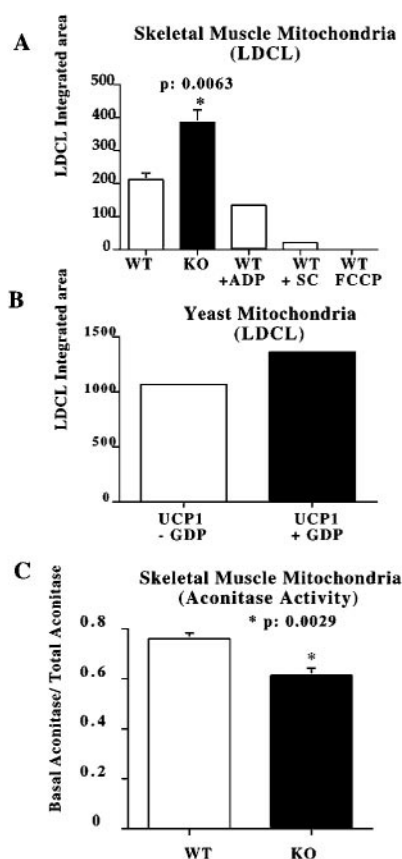 A
Skeletal Muscle Mitochondria
(LDCL)
p: 0.0063
*
LDCL Integrated area
500
400
300
200
100
0
WT KO WT WT WT
+ADP + SC FCCP
B
Yeast Mitochondria
(LDCL)
LDCL Integrated area
1500
1000
500
0
UCP1 UCP1
- GDP + GDP
C
Skeletal Muscle Mitochondria
(Aconitase Activity)
* p: 0.0029
*
Basal Aconitase/ Total Aconitase
0.8
0.6
0.4
0.2
0
WT KO